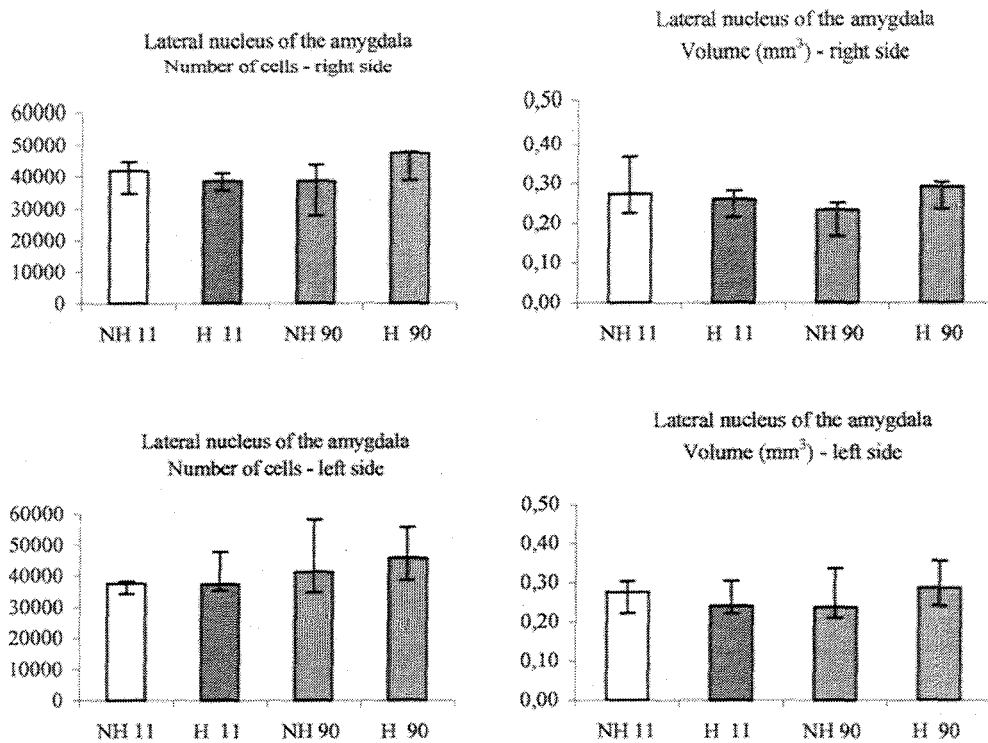 Lateral nucleus of the amygdala
Number of cells - right side
60000
50000
40000
30000
20000
10000
0
NH 11 H 11 NH 90 H 90
Lateral nucleus of the amygdala
Volume (mm³) - right side
0,50
0,40
0,30
0,20
0,10
0,00
NH 11 H 11 NH 90 H 90
Lateral nucleus of the amygdala
Number of cells - left side
60000
50000
40000
30000
20000
10000
0
NH 11 H 11 NH 90 H 90
Lateral nucleus of the amygdala
Volume (mm³) - left side
0,50
0,40
0,30
0,20
0,10
0,00
NH 11 H 11 NH 90 H 90